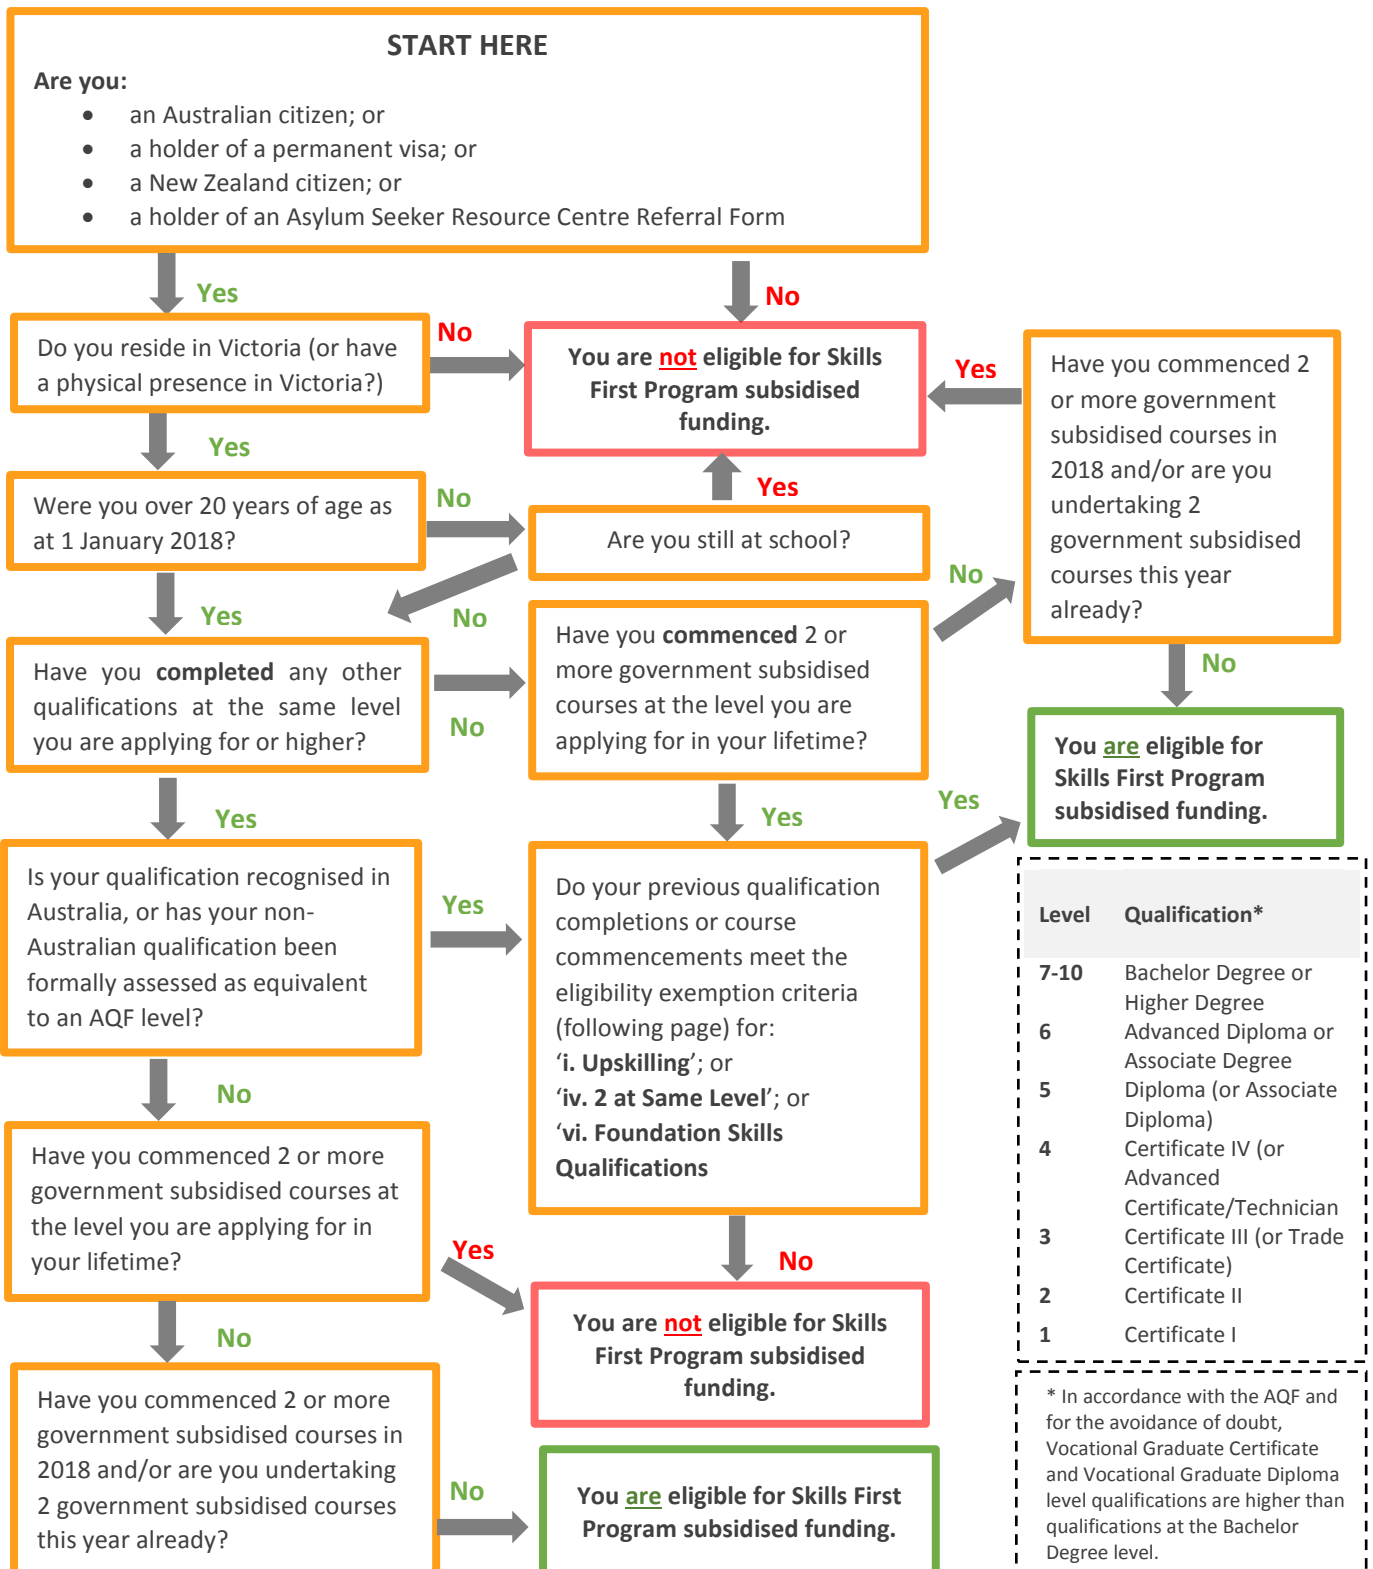 START HERE
Are you:
• an Australian citizen; or
• a holder of a permanent visa; or
• a New Zealand citizen; or
• a holder of an Asylum Seeker Resource Centre Referral Form
Yes
No
Do you reside in Victoria (or have
a physical presence in Victoria?)
No
You are not eligible for Skills
First Program subsidised
funding.
Yes
Have you commenced 2
or more government
subsidised courses in
2018 and/or are you
undertaking 2
government subsidised
courses this year
already?
Yes
Were you over 20 years of age as
at 1 January 2018?
No
Yes
Are you still at school?
No
Yes
No
Have you completed any other
qualifications at the same level
you are applying for or higher?
No
Have you commenced 2 or
more government subsidised
courses at the level you are
applying for in your lifetime?
No
You are eligible for
Skills First Program
subsidised funding.
Yes
Yes
Yes
Is your qualification recognised in
Australia, or has your non-
Australian qualification been
formally assessed as equivalent
to an AQF level?
Yes
Do your previous qualification
completions or course
commencements meet the
eligibility exemption criteria
(following page) for:
‘i. Upskilling’; or
‘iv. 2 at Same Level’; or
‘vi. Foundation Skills
Qualifications
Level Qualification*
7-10 Bachelor Degree or
Higher Degree
6 Advanced Diploma or
Associate Degree
5 Diploma (or Associate
Diploma)
4 Certificate IV (or
Advanced
Certificate/Technician
3 Certificate III (or Trade
Certificate)
2 Certificate II
1 Certificate I
No
Have you commenced 2 or more
government subsidised courses at
the level you are applying for in
your lifetime?
Yes
No
You are not eligible for Skills
First Program subsidised
funding.
No
Have you commenced 2 or more
government subsidised courses in
2018 and/or are you undertaking
2 government subsidised courses
this year already?
No
You are eligible for Skills First
Program subsidised funding.
* In accordance with the AQF and
for the avoidance of doubt,
Vocational Graduate Certificate
and Vocational Graduate Diploma
level qualifications are higher than
qualifications at the Bachelor
Degree level.